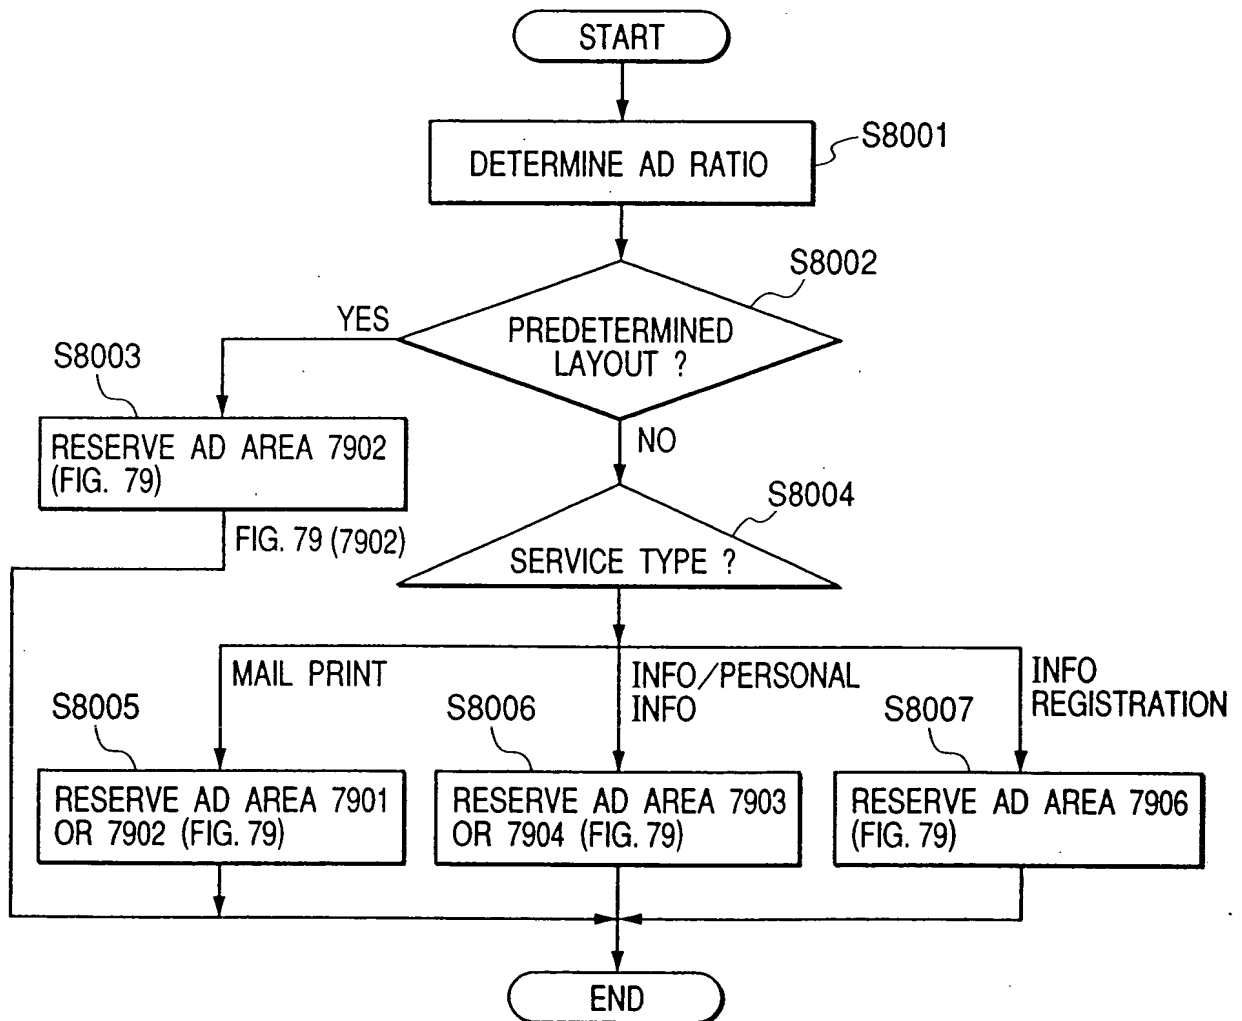 START
DETERMINE AD RATIO
S8001
S8002
PREDETERMINED
LAYOUT ?
YES
NO
S8003
RESERVE AD AREA 7902
(FIG. 79)
FIG. 79 (7902)
S8004
SERVICE TYPE ?
MAIL PRINT
INFO/PERSONAL
INFO
INFO
REGISTRATION
S8005
RESERVE AD AREA 7901
OR 7902 (FIG. 79)
S8006
RESERVE AD AREA 7903
OR 7904 (FIG. 79)
S8007
RESERVE AD AREA 7906
(FIG. 79)
END